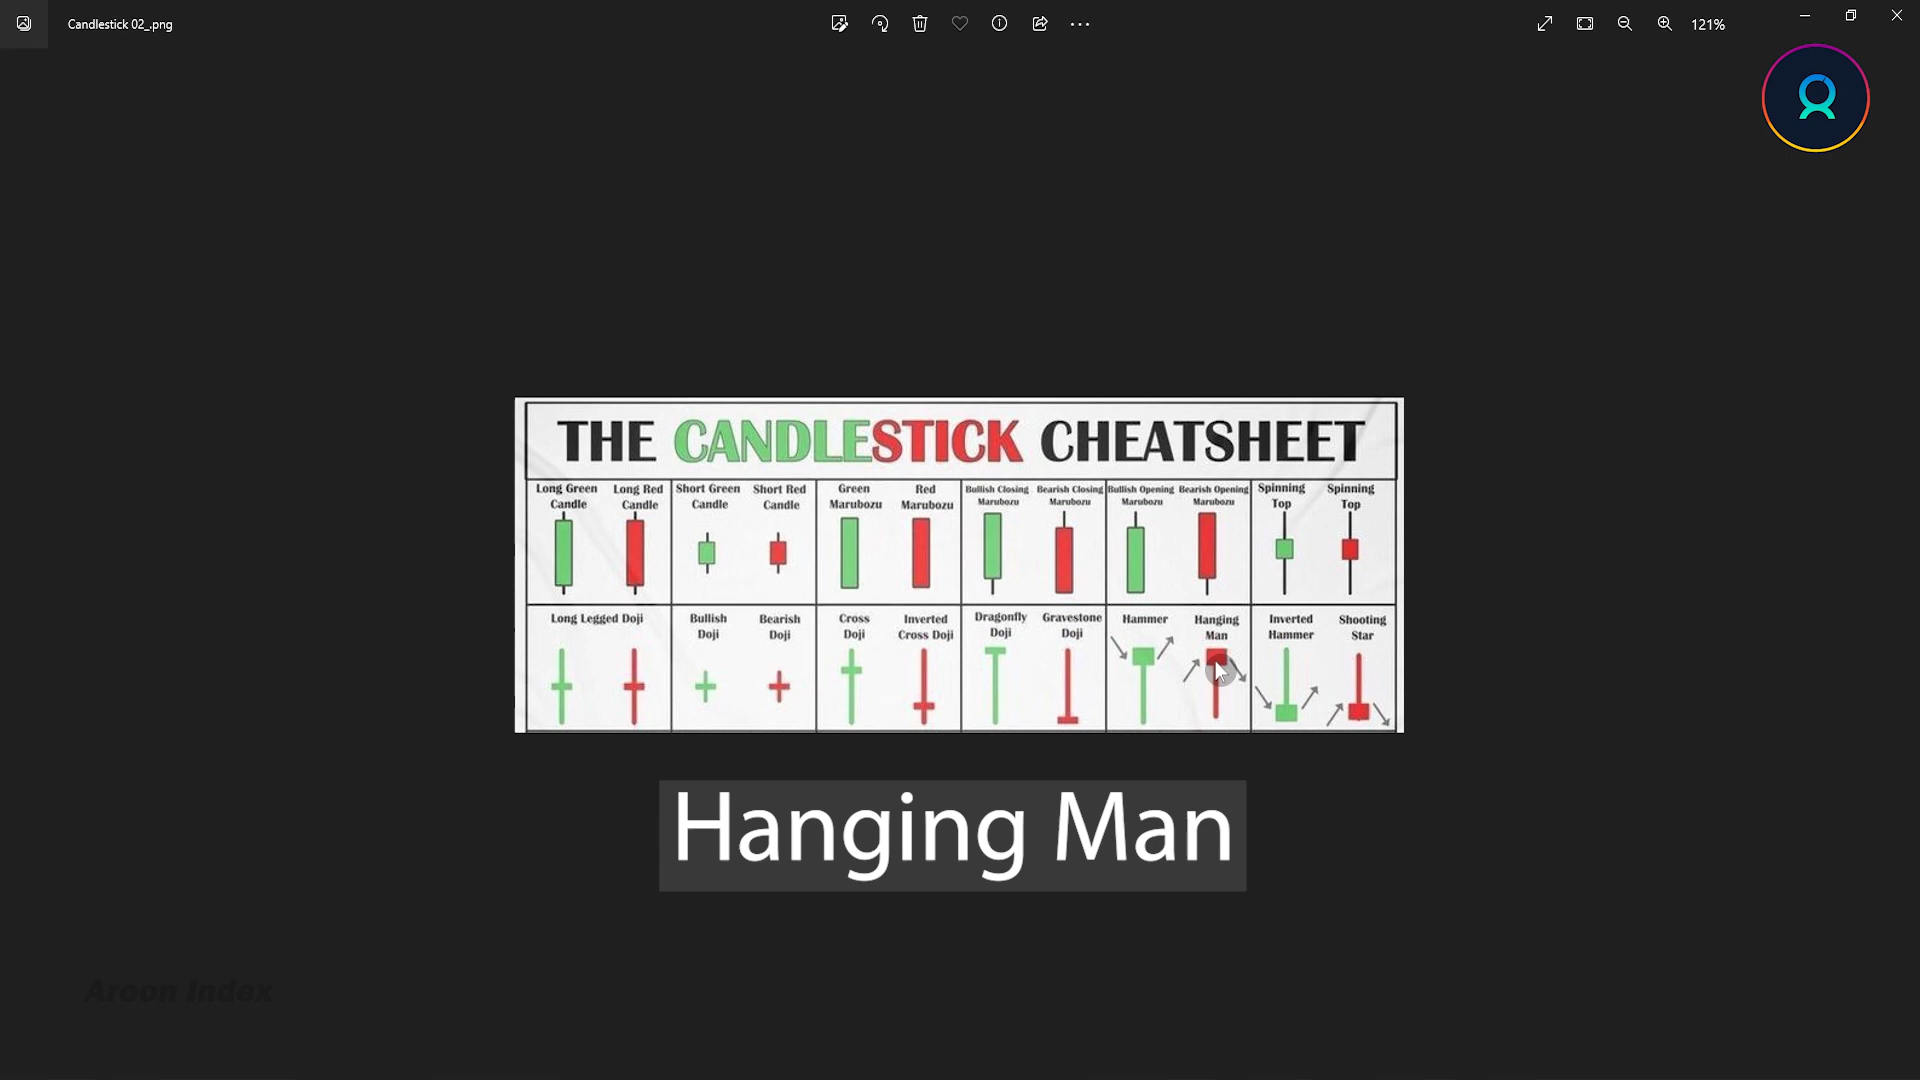 Candlestick 02_.png
121%
THE CANDLESTICK CHEATSHEET
Long Green Candle
Long Red Candle
Short Green Candle
Short Red Candle
Green Marubozu
Red Marubozu
Bullish Closing Marubozu
Bearish Closing Marubozu
Bullish Opening Marubozu
Bearish Opening Marubozu
Spinning Top
Spinning Top
Long Legged Doji
Bullish Doji
Bearish Doji
Cross Doji
Inverted Cross Doji
Dragonfly Doji
Gravestone Doji
Hammer
Hanging Man
Inverted Hammer
Shooting Star
Hanging Man
Aroon Index